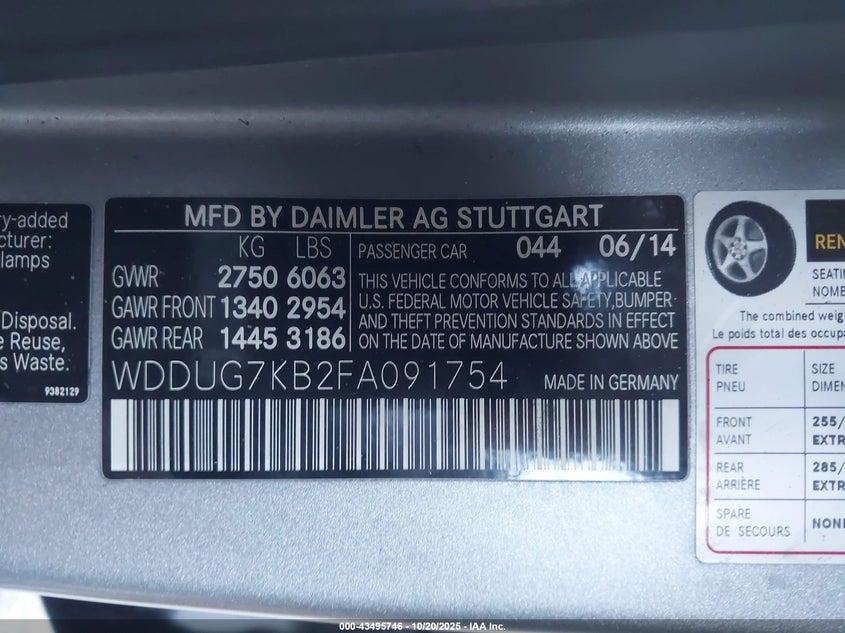 ry-added
turer:
lamps
Disposal.
e Reuse,
s Waste.
9382129
MFD BY DAIMLER AG STUTTGART
KG LBS
GVWR 2750 6063
GAWR FRONT 1340 2954
GAWR REAR 1445 3186
PASSENGER CAR 044 06/14
THIS VEHICLE CONFORMS TO ALL APPLICABLE
U.S. FEDERAL MOTOR VEHICLE SAFETY,BUMPER
AND THEFT PREVENTION STANDARDS IN EFFECT
ON THE DATE OF MANUFACTURE SHOWN ABOVE
WDDUG7KB2FA091754 MADE IN GERMANY
REN
SEATIN
NOMB
The combined weig
Le poids total des occupa
TIRE SIZE
PNEU DIMEN
FRONT 255/
AVANT EXTR
REAR 285/
ARRIÈRE EXTR
SPARE
DE SECOURS NONE
000-43495746 - 10/20/2025 - IAA Inc.